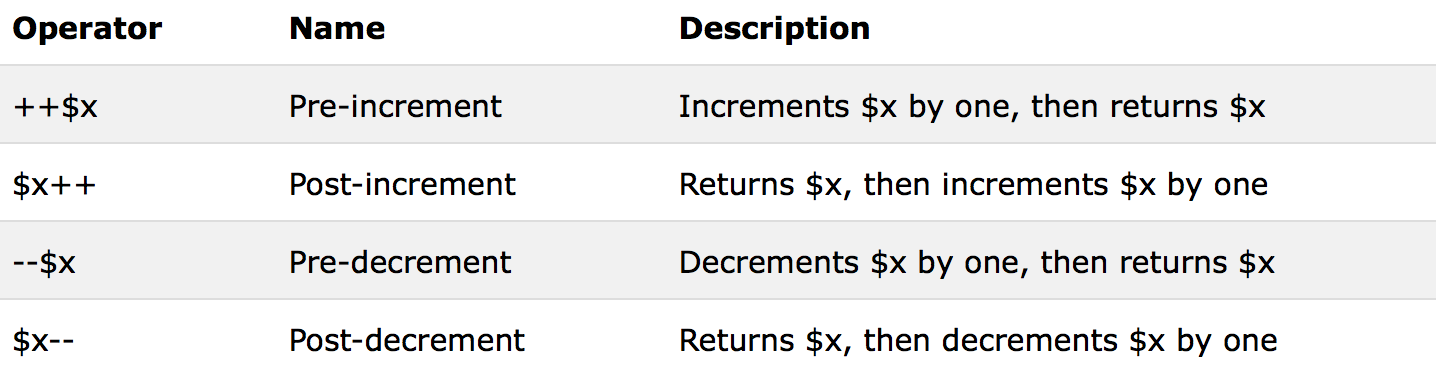 Operator Name Description
++$x Pre-increment Increments $x by one, then returns $x
$x++ Post-increment Returns $x, then increments $x by one
--$x Pre-decrement Decrements $x by one, then returns $x
$x-- Post-decrement Returns $x, then decrements $x by one